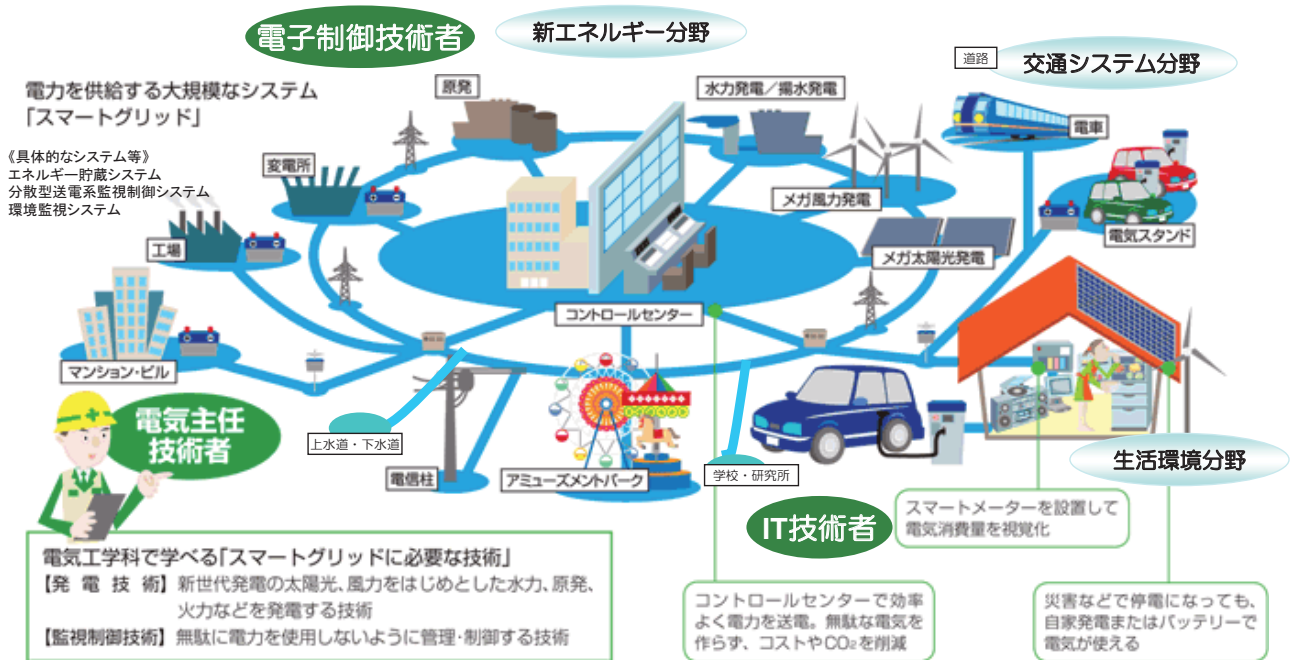 電子制御技術者
新エネルギー分野
道路
交通システム分野
電力を供給する大規模なシステム
「スマートグリッド」
《具体的なシステム等》
エネルギー貯蔵システム
分散型送電系監視制御システム
環境監視システム
原発
水力発電／揚水発電
電車
変電所
メガ風力発電
電気スタンド
工場
メガ太陽光発電
コントロールセンター
マンション・ビル
電気主任
技術者
上水道・下水道
電信柱
アミューズメントパーク
学校・研究所
生活環境分野
IT技術者
スマートメーターを設置して
電気消費量を視覚化
電気工学科で学べる「スマートグリッドに必要な技術」
【発電技術】新世代発電の太陽光、風力をはじめとした水力、原発、
火力などを発電する技術
【監視制御技術】無駄に電力を使用しないように管理・制御する技術
コントロールセンターで効率
よく電力を送電。無駄な電気を
作らず、コストやCO₂を削減
災害などで停電になっても、
自家発電またはバッテリーで
電気が使える